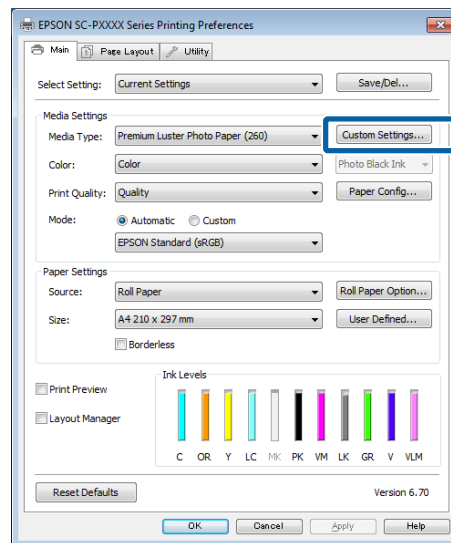 EPSON SC-PXXXX Series Printing Preferences
Main Page Layout Utility
Select Setting: Current Settings Save/Del...
Media Settings
Media Type: Premium Luster Photo Paper (260) Custom Settings...
Color: Color Photo Black Ink
Print Quality: Quality Paper Config...
Mode: Automatic Custom
EPSON Standard (sRGB)
Paper Settings
Source: Roll Paper Roll Paper Option...
Size: A4 210 x 297 mm User Defined...
Borderless
Ink Levels
Print Preview
Layout Manager
C OR Y LC MK PK VM LK GR V VLM
Reset Defaults Version 6.70
OK Cancel Apply Help